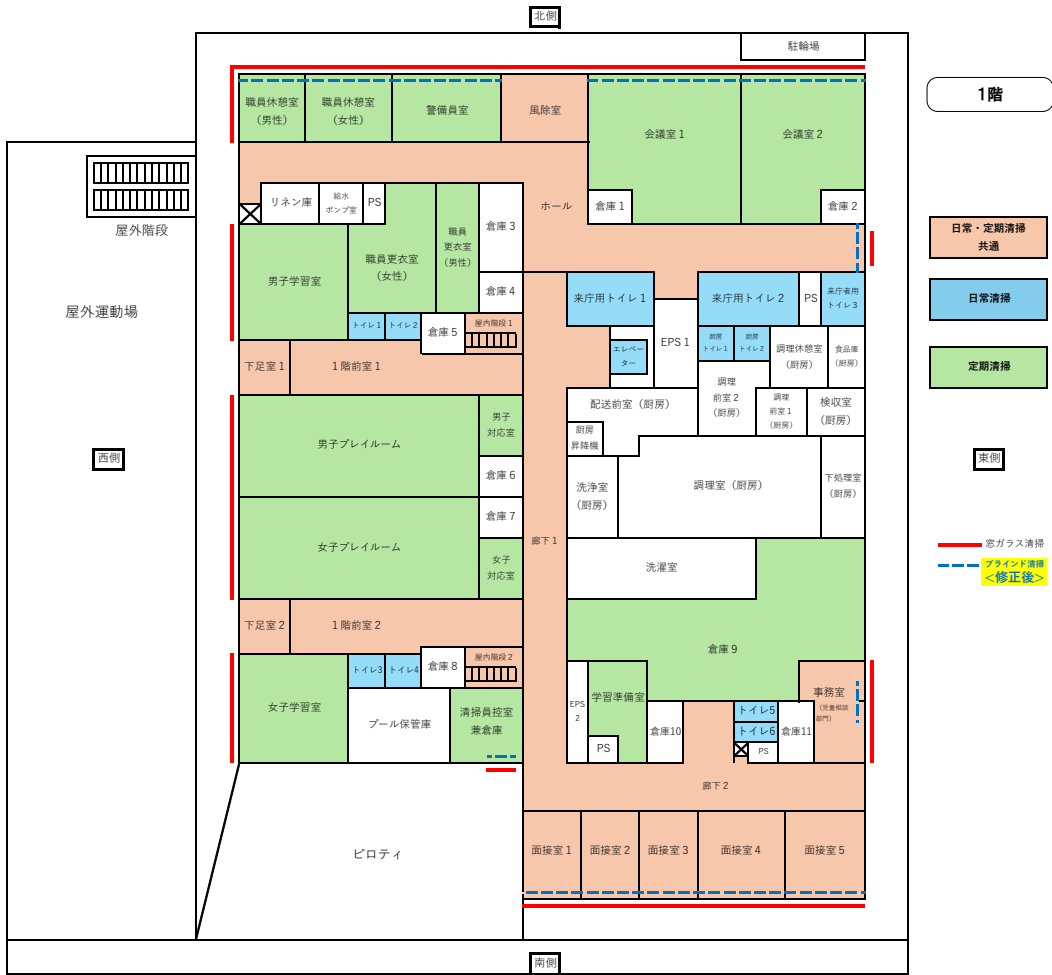 北側
駐輪場
1階
職員休憩室
（男性）
職員休憩室
（女性）
警備員室
風除室
会議室１
会議室２
屋外階段
屋外運動場
リネン庫
給水
ポンプ室
PS
倉庫３
ホール
倉庫１
倉庫２
日常・定期清掃
共通
男子学習室
職員更衣室
（女性）
職員
更衣室
（男性）
倉庫４
来庁用トイレ１
来庁用トイレ２
PS
来庁者用
トイレ３
日常清掃
トイレ１
トイレ２
倉庫５
屋内階段１
エレベー
ター
EPS１
厨房
トイレ１
厨房
トイレ２
調理休憩室
（厨房）
食品庫
（厨房）
定期清掃
下足室１
１階前室１
調理
前室２
（厨房）
配送前室（厨房）
調理
前室１
（厨房）
検収室
（厨房）
男子プレイルーム
男子
対応室
厨房
昇降機
西側
東側
倉庫６
洗浄室
（厨房）
調理室（厨房）
下処理室
（厨房）
倉庫７
女子プレイルーム
女子
対応室
廊下１
洗濯室
窓ガラス清掃
ブラインド清掃
<修正後>
下足室２
１階前室２
倉庫９
トイレ3
トイレ4
倉庫８
屋内階段２
女子学習室
プール保管庫
清掃員控室
兼倉庫
EPS
2
学習準備室
PS
倉庫10
トイレ5
トイレ6
PS
倉庫11
事務室
（児童相談
部門）
廊下２
ピロティ
面接室１
面接室２
面接室３
面接室４
面接室５
南側